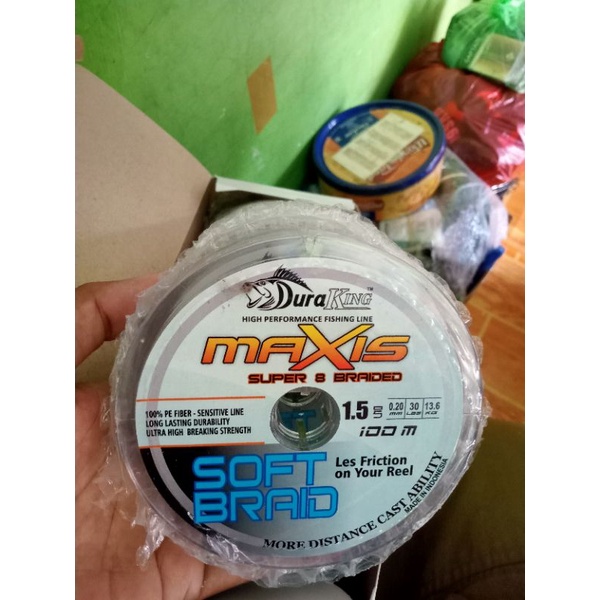 DuraKING™
HIGH PERFORMANCE FISHING LINE
MAXIS
SUPER 8 BRAIDED
100% PE FIBER - SENSITIVE LINE
LONG LASTING DURABILITY
ULTRA HIGH BREAKING STRENGTH
1.5
0.20 MM 30 LBS 13.6 KG
100 M
SOFT
BRAID
Les Friction
on Your Reel
MORE DISTANCE CAST ABILITY
MADE IN INDONESIA